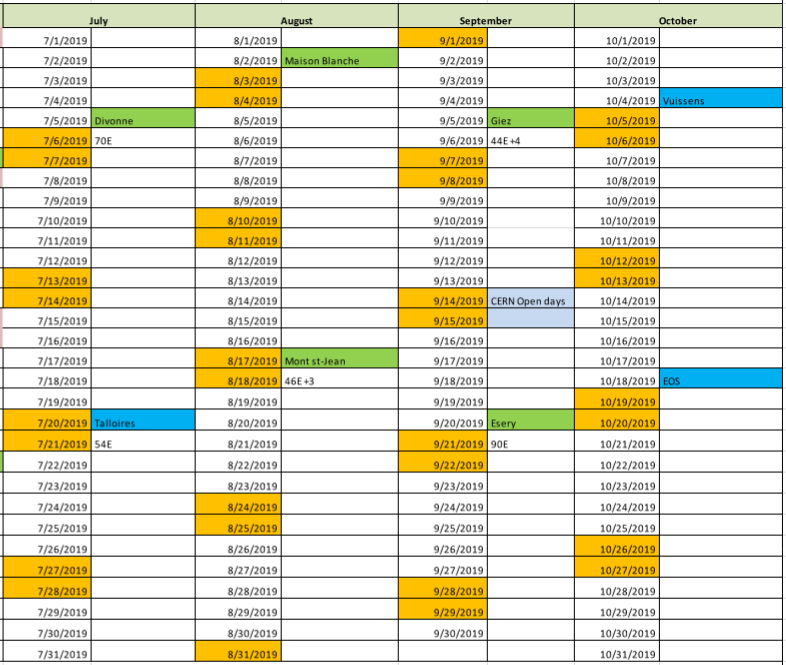 July August September October
7/1/2019 8/1/2019 9/1/2019 10/1/2019
7/2/2019 8/2/2019 Maison Blanche 9/2/2019 10/2/2019
7/3/2019 8/3/2019 9/3/2019 10/3/2019
7/4/2019 8/4/2019 9/4/2019 10/4/2019 Vuissens
7/5/2019 Divonne 8/5/2019 9/5/2019 Giez 10/5/2019
7/6/2019 70E 8/6/2019 9/6/2019 44E+4 10/6/2019
7/7/2019 8/7/2019 9/7/2019 10/7/2019
7/8/2019 8/8/2019 9/8/2019 10/8/2019
7/9/2019 8/9/2019 9/9/2019 10/9/2019
7/10/2019 8/10/2019 9/10/2019 10/10/2019
7/11/2019 8/11/2019 9/11/2019 10/11/2019
7/12/2019 8/12/2019 9/12/2019 10/12/2019
7/13/2019 8/13/2019 9/13/2019 10/13/2019
7/14/2019 8/14/2019 9/14/2019 CERN Open days 10/14/2019
7/15/2019 8/15/2019 9/15/2019 10/15/2019
7/16/2019 8/16/2019 9/16/2019 10/16/2019
7/17/2019 8/17/2019 Mont st-Jean 9/17/2019 10/17/2019
7/18/2019 8/18/2019 46E+3 9/18/2019 10/18/2019 EOS
7/19/2019 8/19/2019 9/19/2019 10/19/2019
7/20/2019 Talloires 8/20/2019 9/20/2019 Esery 10/20/2019
7/21/2019 54E 8/21/2019 9/21/2019 90E 10/21/2019
7/22/2019 8/22/2019 9/22/2019 10/22/2019
7/23/2019 8/23/2019 9/23/2019 10/23/2019
7/24/2019 8/24/2019 9/24/2019 10/24/2019
7/25/2019 8/25/2019 9/25/2019 10/25/2019
7/26/2019 8/26/2019 9/26/2019 10/26/2019
7/27/2019 8/27/2019 9/27/2019 10/27/2019
7/28/2019 8/28/2019 9/28/2019 10/28/2019
7/29/2019 8/29/2019 9/29/2019 10/29/2019
7/30/2019 8/30/2019 9/30/2019 10/30/2019
7/31/2019 8/31/2019 10/31/2019